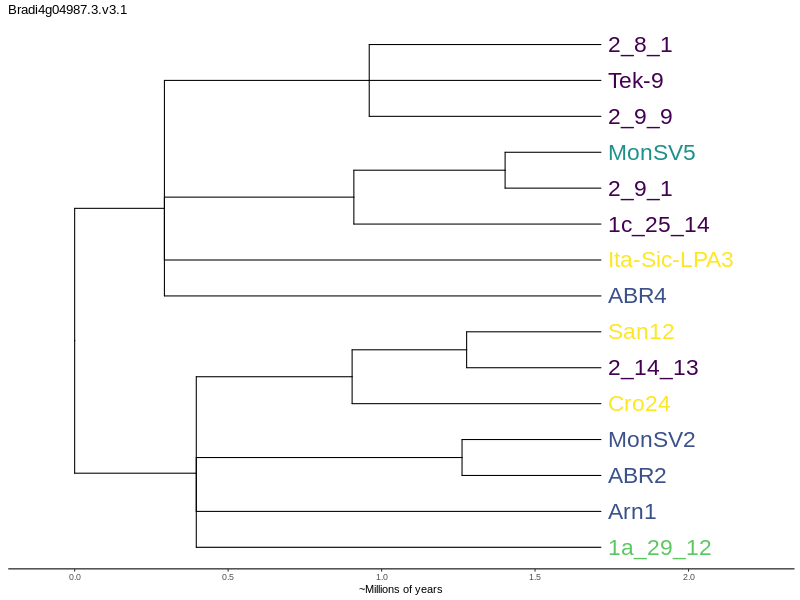 Bradi4g04987.3.v3.1
2_8_1
Tek-9
2_9_9
MonSV5
2_9_1
1c_25_14
Ita-Sic-LPA3
ABR4
San12
2_14_13
Cro24
MonSV2
ABR2
Arn1
1a_29_12
0.0 0.5 1.0 1.5 2.0
~Millions of years